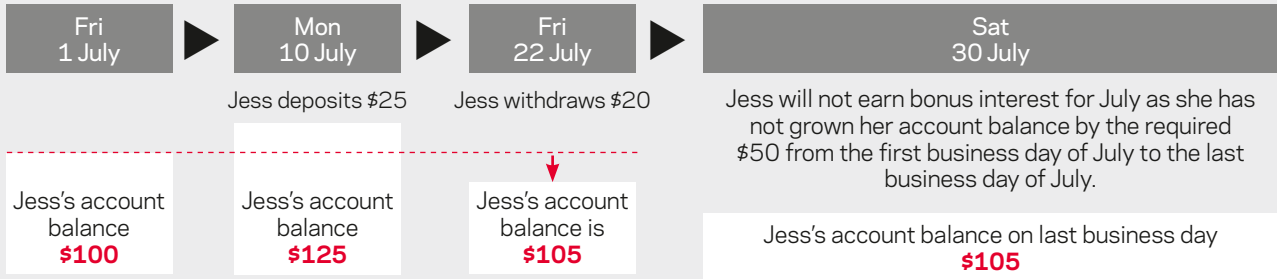 Fri
1 July
Mon
10 July
Fri
22 July
Sat
30 July
Jess deposits $25
Jess withdraws $20
Jess will not earn bonus interest for July as she has
not grown her account balance by the required
$50 from the first business day of July to the last
business day of July.
Jess's account
balance
$100
Jess's account
balance
$125
Jess's account
balance is
$105
Jess's account balance on last business day
$105